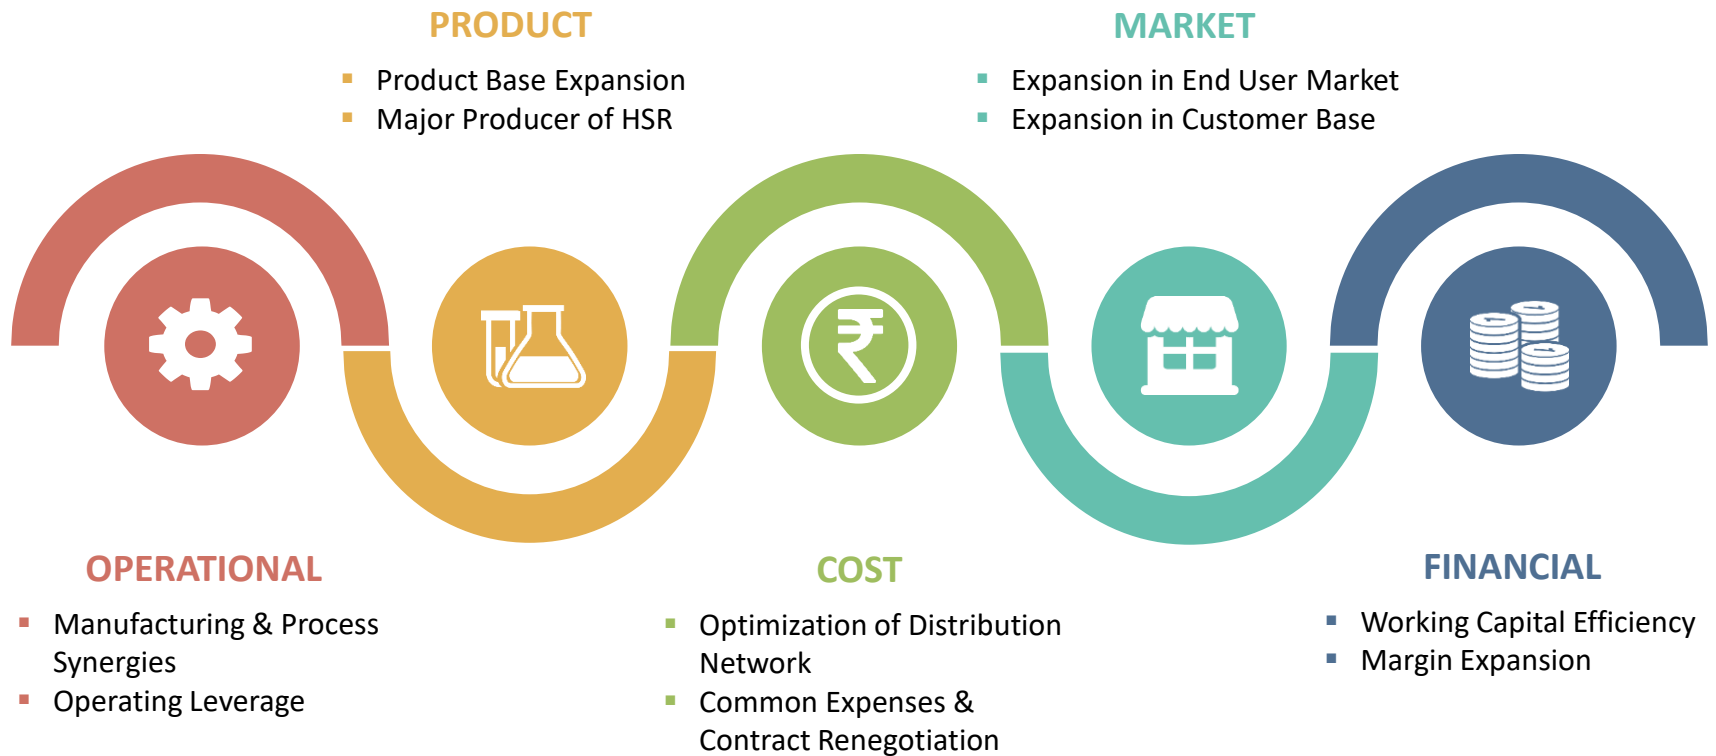 PRODUCT
▪ Product Base Expansion
▪ Major Producer of HSR
MARKET
▪ Expansion in End User Market
▪ Expansion in Customer Base
₹
OPERATIONAL
▪ Manufacturing & Process
Synergies
▪ Operating Leverage
COST
▪ Optimization of Distribution
Network
▪ Common Expenses &
Contract Renegotiation
FINANCIAL
▪ Working Capital Efficiency
▪ Margin Expansion